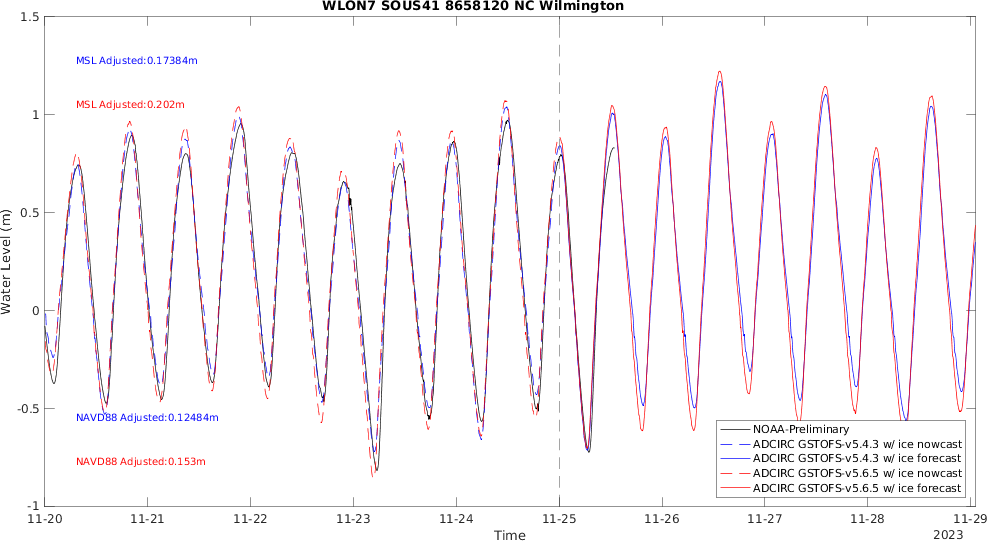 WLON7 SOUS41 8658120 NC Wilmington
1.5
1
0.5
0
-0.5
-1
Water Level (m)
MSL Adjusted:0.17384m
MSL Adjusted:0.202m
NAVD88 Adjusted:0.12484m
NAVD88 Adjusted:0.153m
NOAA-Preliminary
ADCIRC GSTOFS-v5.4.3 w/ ice nowcast
ADCIRC GSTOFS-v5.4.3 w/ ice forecast
ADCIRC GSTOFS-v5.6.5 w/ ice nowcast
ADCIRC GSTOFS-v5.6.5 w/ ice forecast
11-20 11-21 11-22 11-23 11-24 11-25 11-26 11-27 11-28 11-29
Time
2023